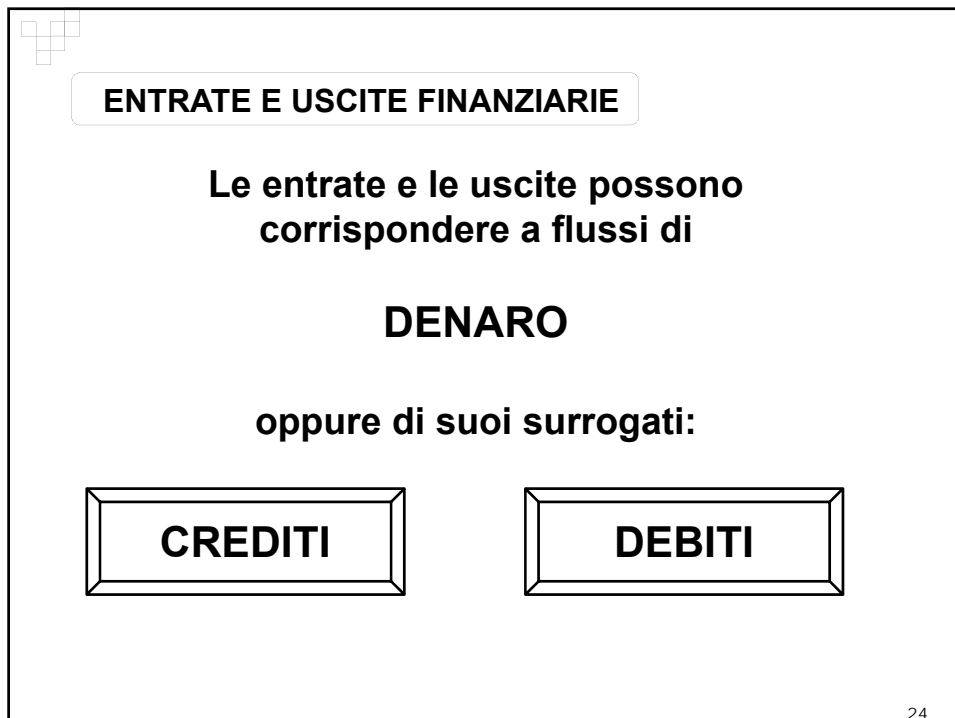 ENTRATE E USCITE FINANZIARIE
Le entrate e le uscite possono
corrispondere a flussi di
DENARO
oppure di suoi surrogati:
CREDITI
DEBITI
24